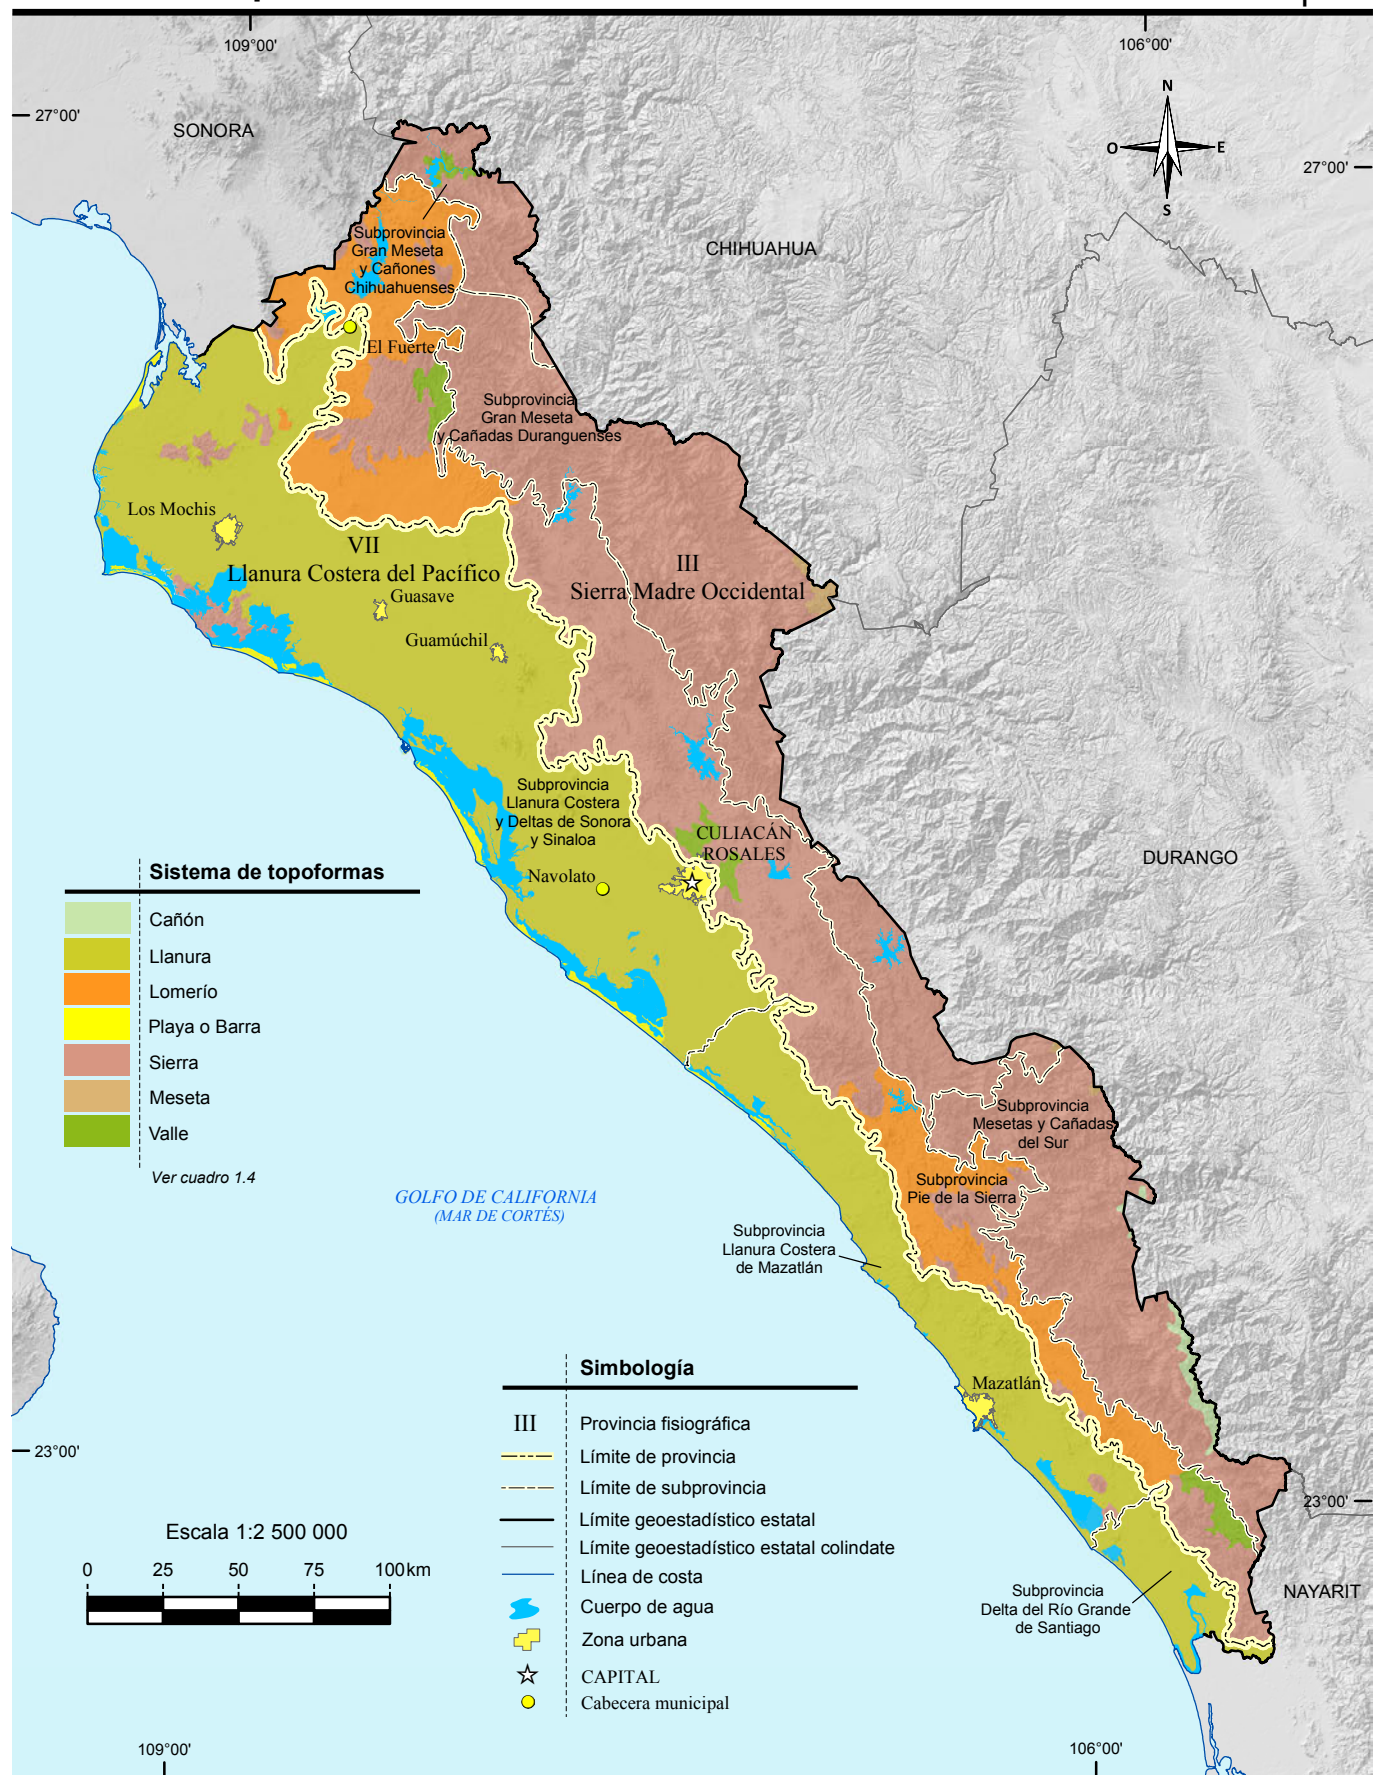 109°00'
106°00'
27°00'
27°00'
N
O
E
S
SONORA
CHIHUAHUA
Subprovincia
Gran Meseta
y Cañones
Chihuahuenses
El Fuerte
Subprovincia
Gran Meseta
y Cañadas Duranguenses
Los Mochis
VII
Llanura Costera del Pacífico
III
Sierra Madre Occidental
Guasave
Guamúchil
Subprovincia
Llanura Costera
y Deltas de Sonora
y Sinaloa
CULIACÁN
ROSALES
Navolato
DURANGO
Sistema de topoformas
Cañón
Llanura
Lomerío
Playa o Barra
Sierra
Meseta
Valle
Ver cuadro 1.4
Subprovincia
Mesetas y Cañadas
del Sur
Subprovincia
Pie de la Sierra
GOLFO DE CALIFORNIA
(MAR DE CORTÉS)
Subprovincia
Llanura Costera
de Mazatlán
Mazatlán
Simbología
III Provincia fisiográfica
Límite de provincia
Límite de subprovincia
Límite geoestadístico estatal
Límite geoestadístico estatal colindate
Línea de costa
Cuerpo de agua
Zona urbana
CAPITAL
Cabecera municipal
23°00'
23°00'
Escala 1:2 500 000
0 25 50 75 100 km
Subprovincia
Delta del Río Grande
de Santiago
NAYARIT
109°00'
106°00'